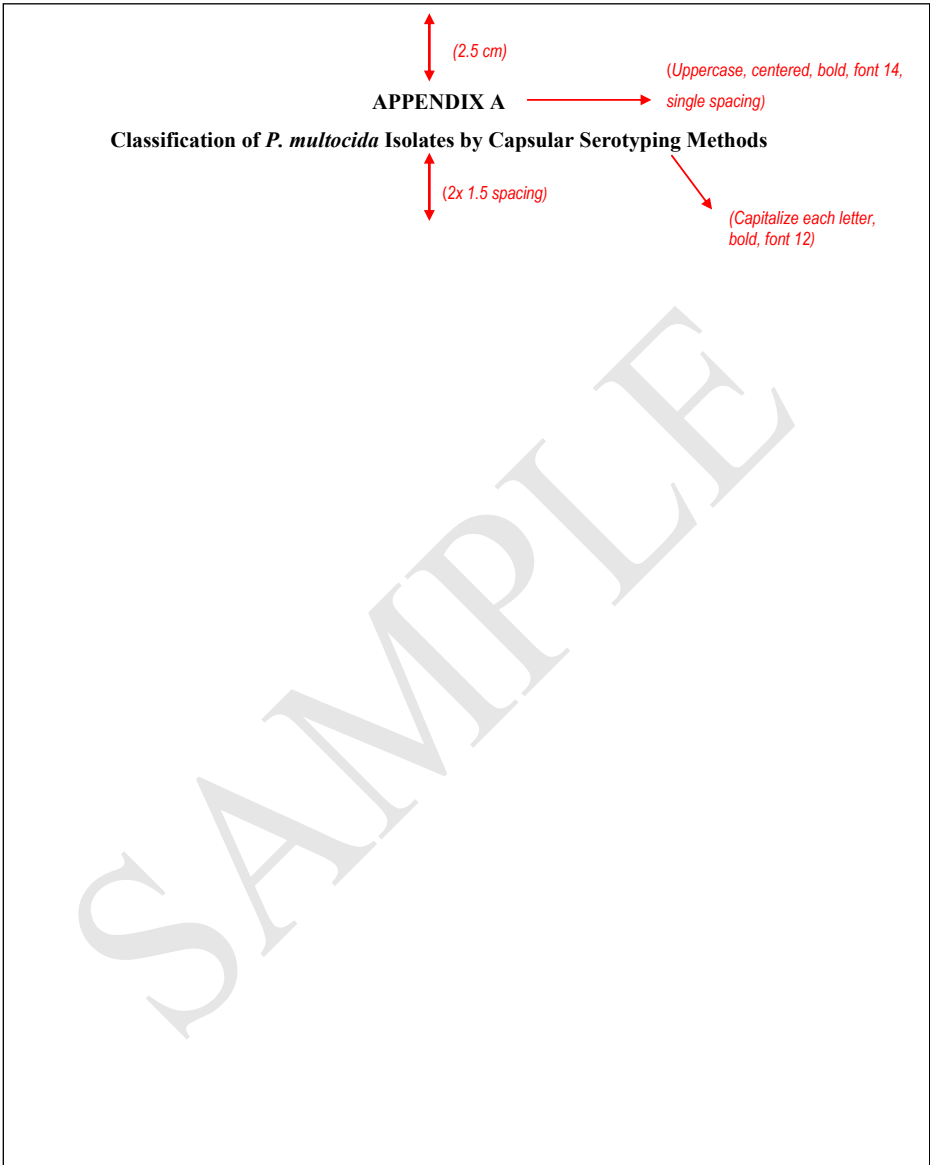 (2.5 cm)
(Uppercase, centered, bold, font 14,
single spacing)
APPENDIX A
Classification of P. multocida Isolates by Capsular Serotyping Methods
(2x 1.5 spacing)
(Capitalize each letter,
bold, font 12)
SAMPLE